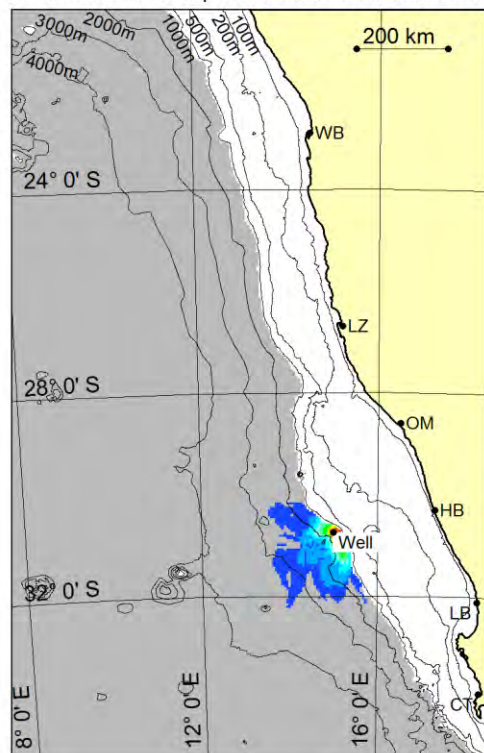 3000m
2000m
1000m
500m
200m
100m
4000m
200 km
WB
24° 0' S
LZ
28° 0' S
OM
HB
Well
32° 0' S
LB
CT
8° 0' E
12° 0' E
16° 0' E